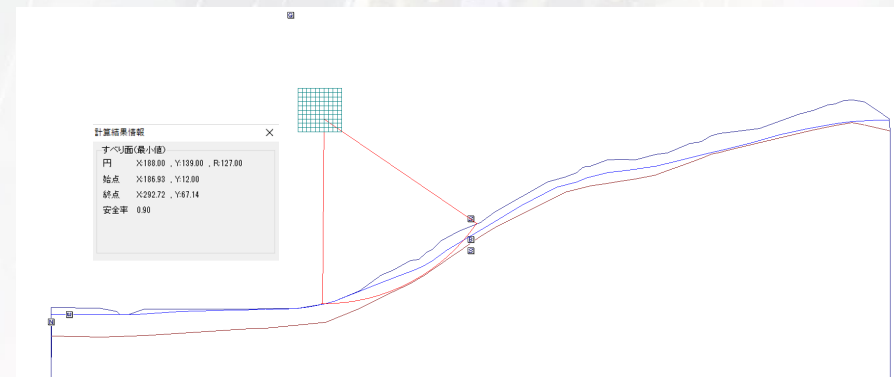 計算結果情報
すべり面(最小値)
円 X:188.00 , Y:139.00 , R:127.00
始点 X:186.93 , Y:12.00
終点 X:292.72 , Y:67.14
安全率 0.90